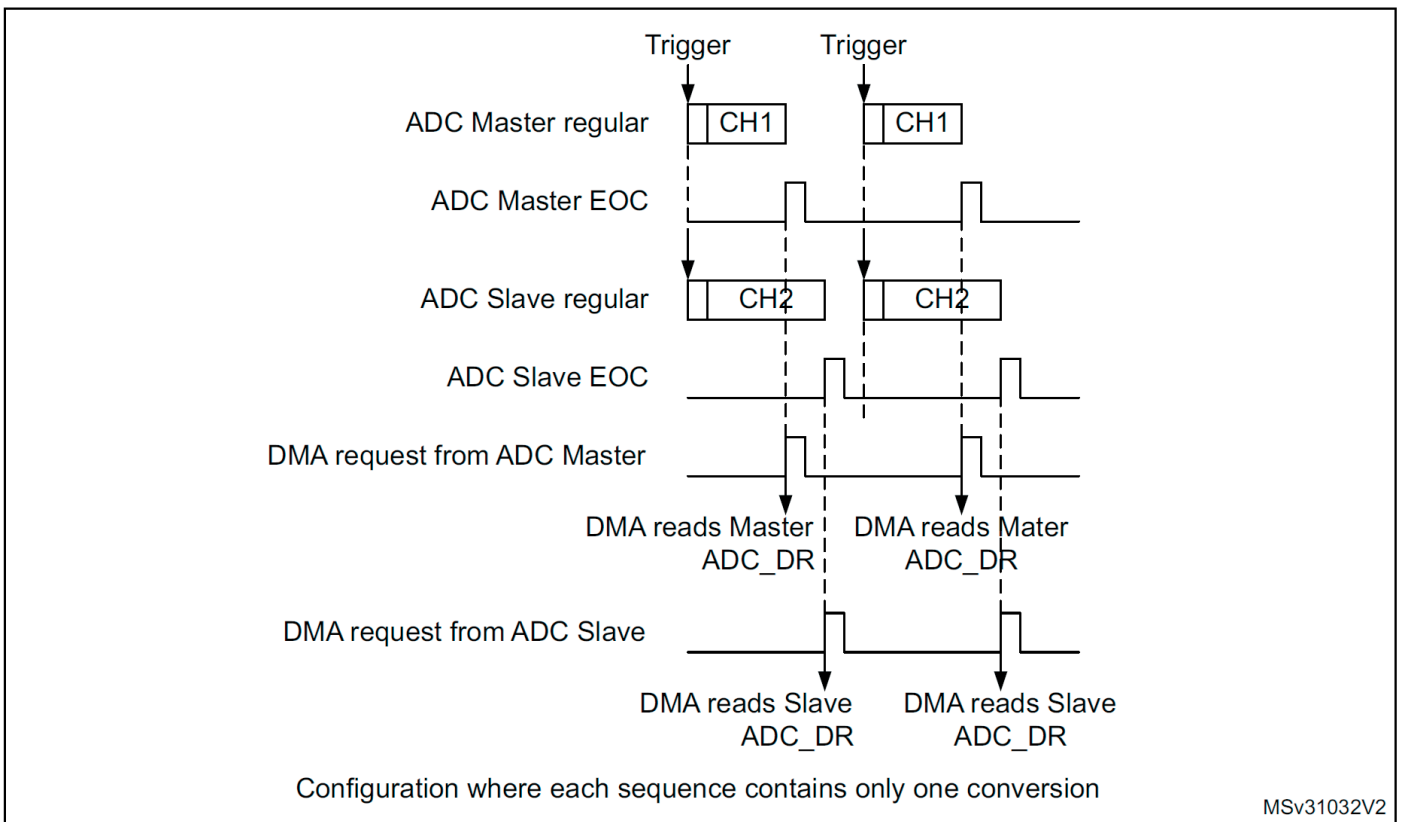 Trigger Trigger
ADC Master regular CH1 CH1
ADC Master EOC
ADC Slave regular CH2 CH2
ADC Slave EOC
DMA request from ADC Master
DMA reads Master DMA reads Mater
ADC_DR ADC_DR
DMA request from ADC Slave
DMA reads Slave DMA reads Slave
ADC_DR ADC_DR
Configuration where each sequence contains only one conversion
MSv31032V2